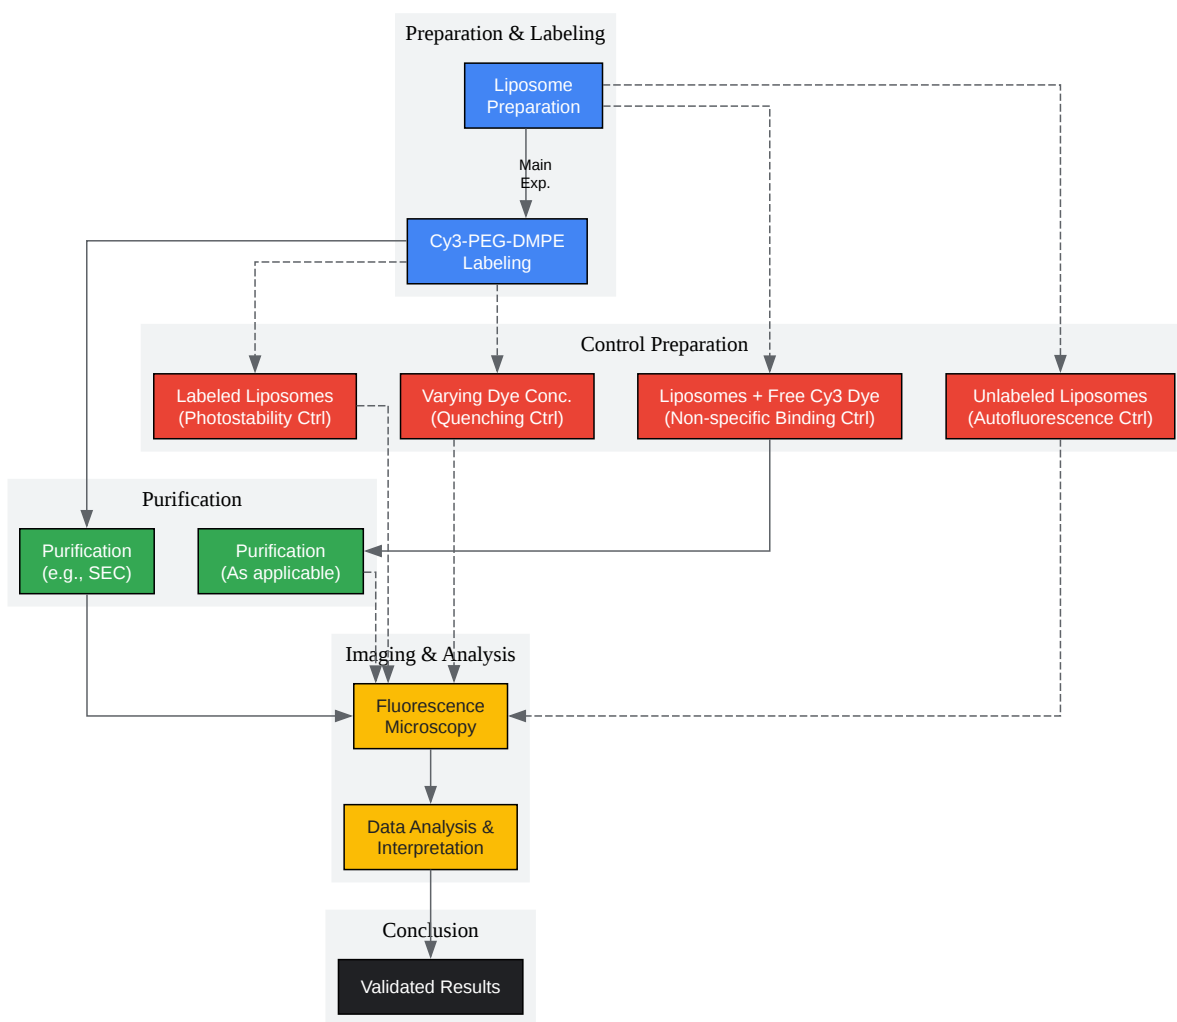 Preparation & Labeling
Liposome
Preparation
Main
Exp.
Cy3-PEG-DMPE
Labeling
Control Preparation
Labeled Liposomes
(Photostability Ctrl)
Varying Dye Conc.
(Quenching Ctrl)
Liposomes + Free Cy3 Dye
(Non-specific Binding Ctrl)
Unlabeled Liposomes
(Autofluorescence Ctrl)
Purification
Purification
(e.g., SEC)
Purification
(As applicable)
Imaging & Analysis
Fluorescence
Microscopy
Data Analysis &
Interpretation
Conclusion
Validated Results